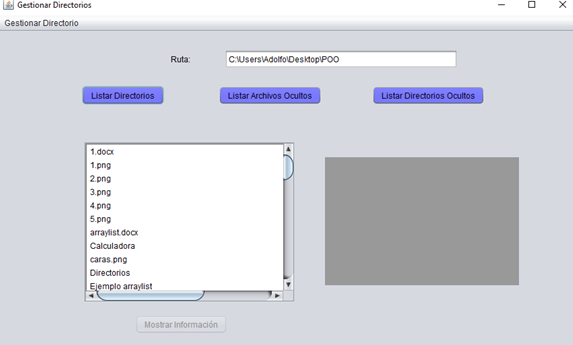 Gestionar Directorios
Gestionar Directorio
Ruta: C:\Users\Adolfo\Desktop\POO
Listar Directorios Listar Archivos Ocultos Listar Directorios Ocultos
1.docx
1.png
2.png
3.png
4.png
5.png
arraylist.docx
Calculadora
caras.png
Directorios
Ejemplo arraylist
Mostrar Información